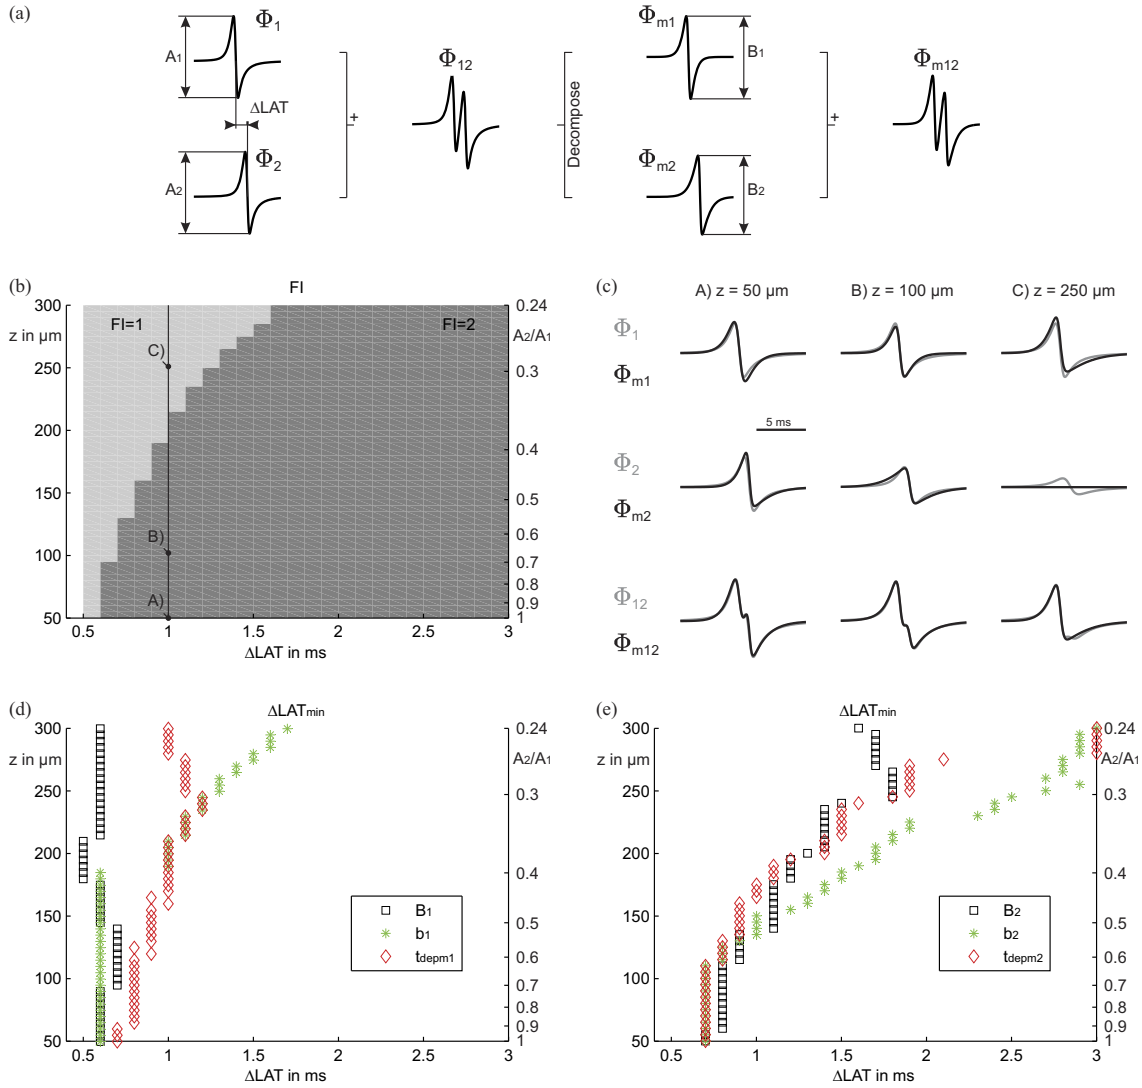 (a)
Φ1
A1
ΔLAT
Φ2
A2
+
Φ12
Decompose
Φm1
B1
Φm2
B2
+
Φm12
(b)
FI
300
z in µm
250
200
150
100
50
FI=1
FI=2
C)
B)
A)
0.24
A2/A1
0.3
0.4
0.5
0.6
0.7
0.8
0.9
1
0.5 1 1.5 2 2.5 3
ΔLAT in ms
(c)
A) z = 50 µm B) z = 100 µm C) z = 250 µm
Φ1
Φm1
5 ms
Φ2
Φm2
Φ12
Φm12
(d)
ΔLATmin
300
z in µm
250
200
150
100
50
0.24
A2/A1
0.3
0.4
0.5
0.6
0.7
0.8
0.9
1
B1
b1
tdepm1
0.5 1 1.5 2 2.5 3
ΔLAT in ms
(e)
ΔLATmin
300
z in µm
250
200
150
100
50
0.24
A2/A1
0.3
0.4
0.5
0.6
0.7
0.8
0.9
1
B2
b2
tdepm2
0.5 1 1.5 2 2.5 3
ΔLAT in ms